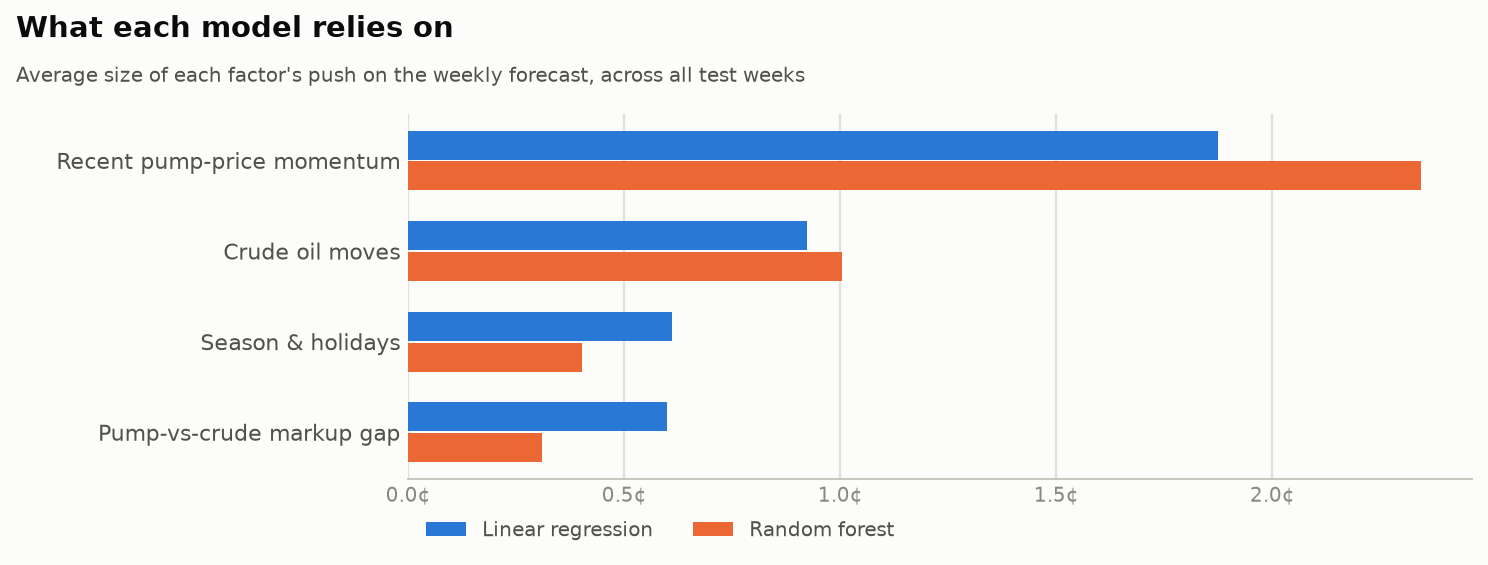 What each model relies on
Average size of each factor's push on the weekly forecast, across all test weeks
Recent pump-price momentum
Crude oil moves
Season & holidays
Pump-vs-crude markup gap
0.0¢ 0.5¢ 1.0¢ 1.5¢ 2.0¢
Linear regression Random forest